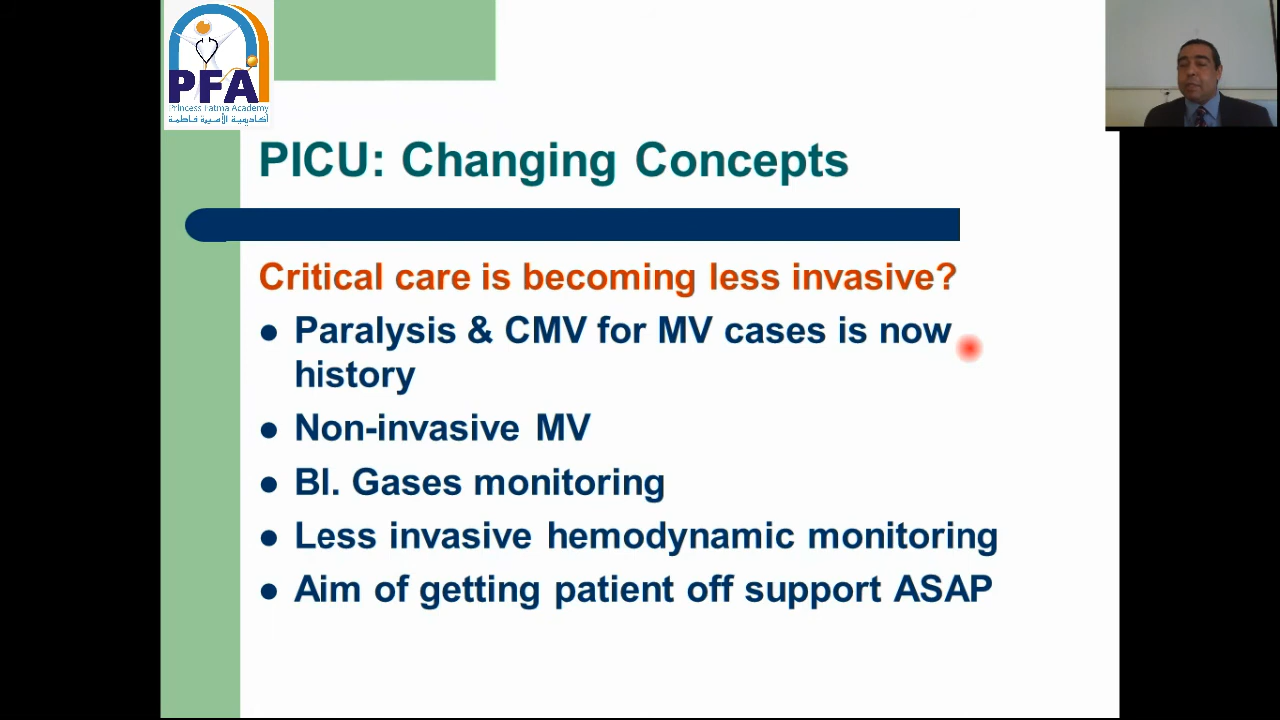 PFA
Princess Fatma Academy
أكاديمية الأميرة فاطمة
PICU: Changing Concepts
Critical care is becoming less invasive?
● Paralysis & CMV for MV cases is now
history
● Non-invasive MV
● Bl. Gases monitoring
● Less invasive hemodynamic monitoring
● Aim of getting patient off support ASAP